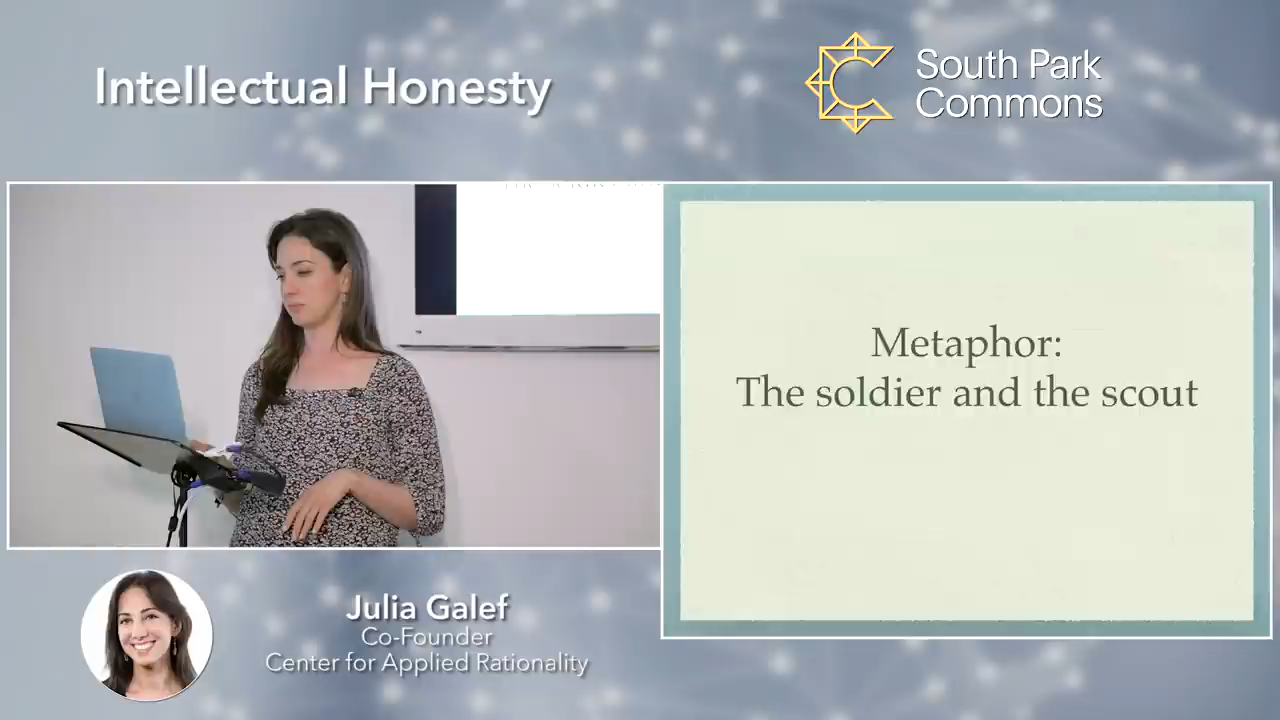 Intellectual Honesty
South Park
Commons
Metaphor:
The soldier and the scout
Julia Galef
Co-Founder
Center for Applied Rationality